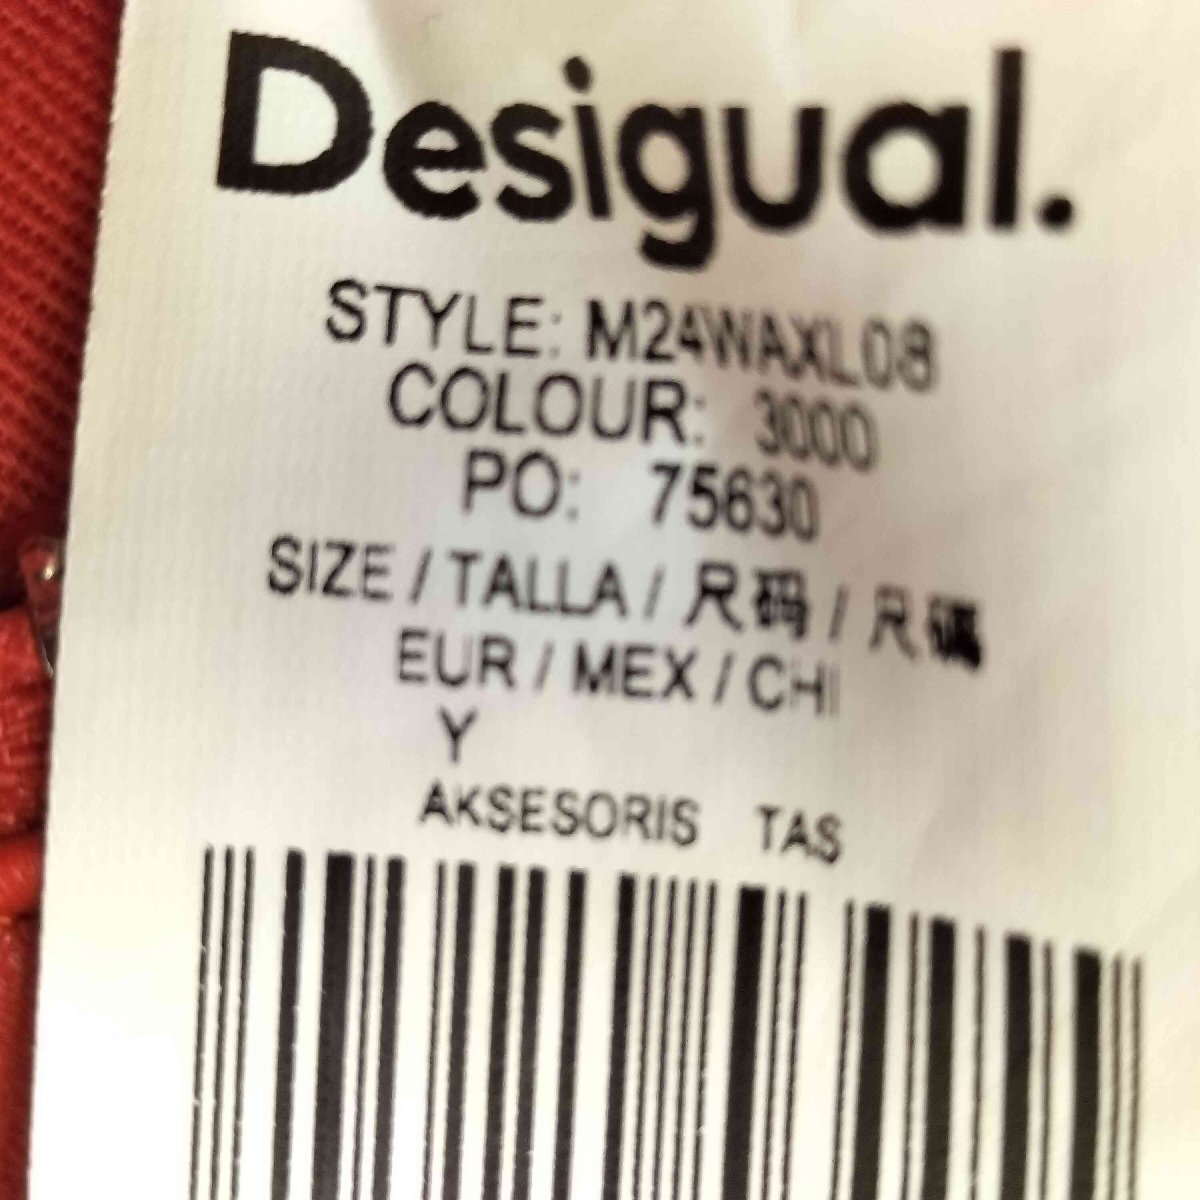 Desigual.
STYLE: M24WAXL08
COLOUR: 3000
PO: 75630
SIZE / TALLA / 尺码 / 尺碼
EUR / MEX / CHI
Y
AKSESORIS TAS